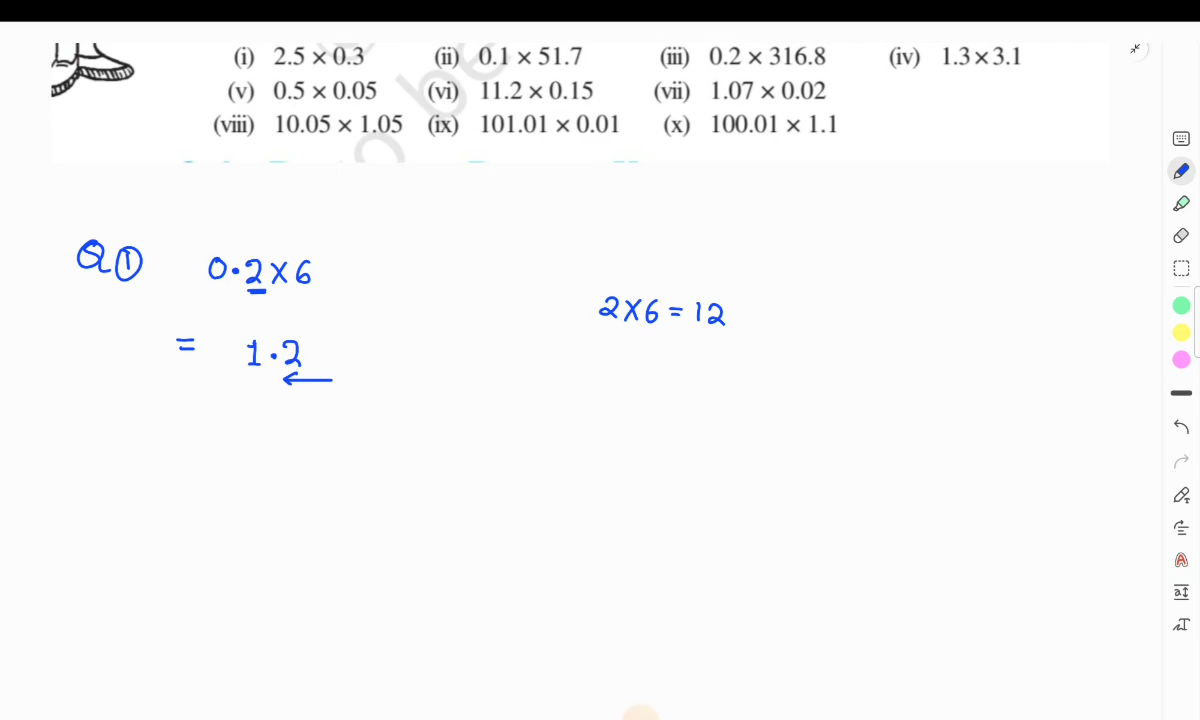 (i) 2.5 × 0.3 (ii) 0.1 × 51.7 (iii) 0.2 × 316.8 (iv) 1.3 × 3.1
(v) 0.5 × 0.05 (vi) 11.2 × 0.15 (vii) 1.07 × 0.02
(viii) 10.05 × 1.05 (ix) 101.01 × 0.01 (x) 100.01 × 1.1
Q① 0.2 × 6
2 × 6 = 12
= 1.2